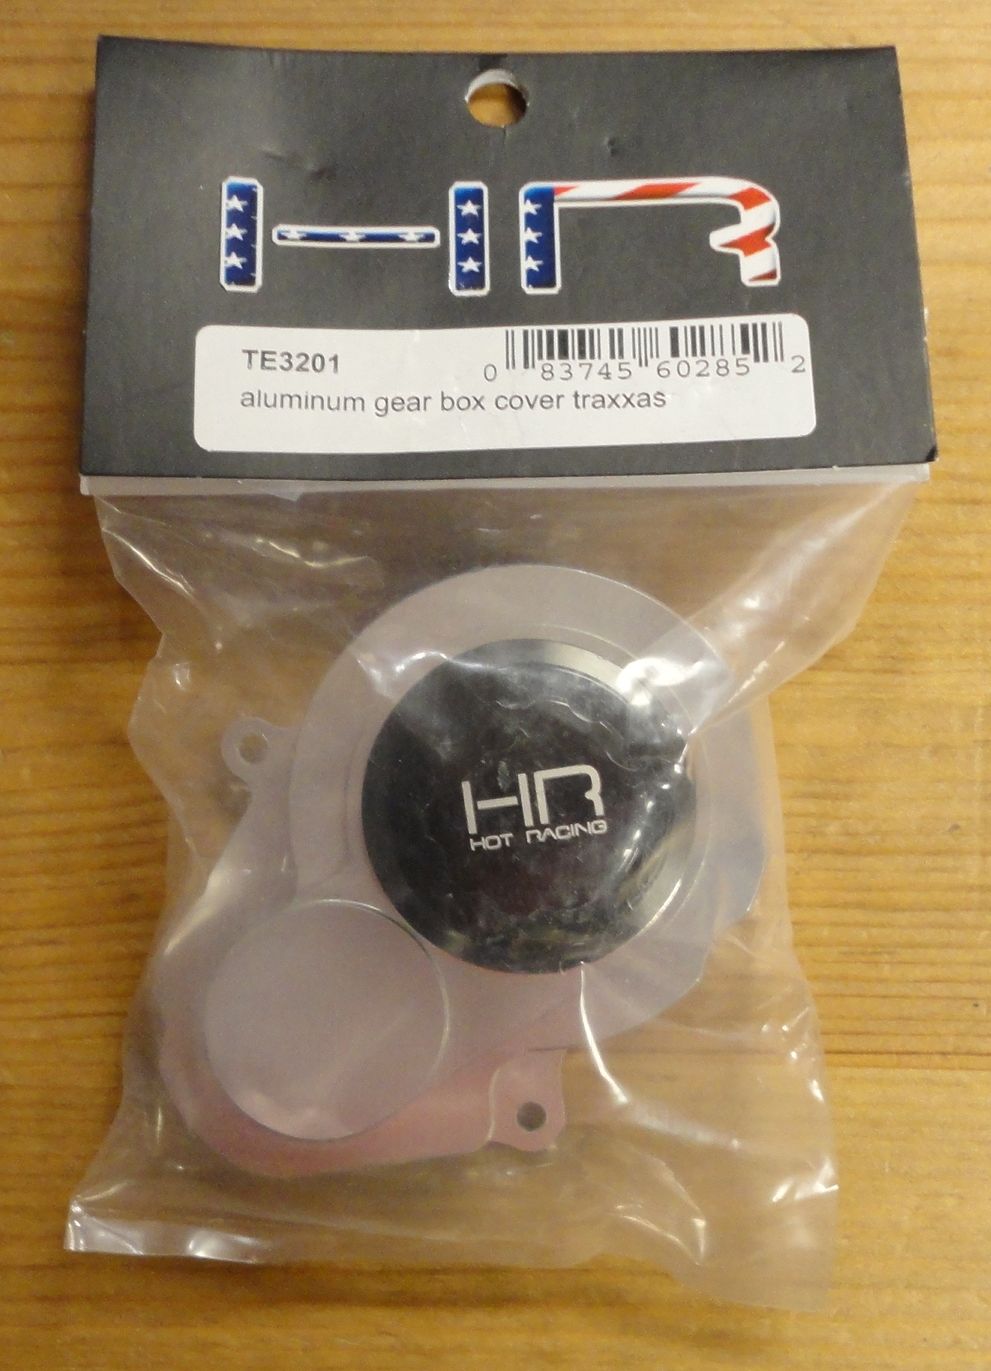 HR
TE3201
0 83745 60285 2
aluminum gear box cover traxxas
HR
HOT RACING